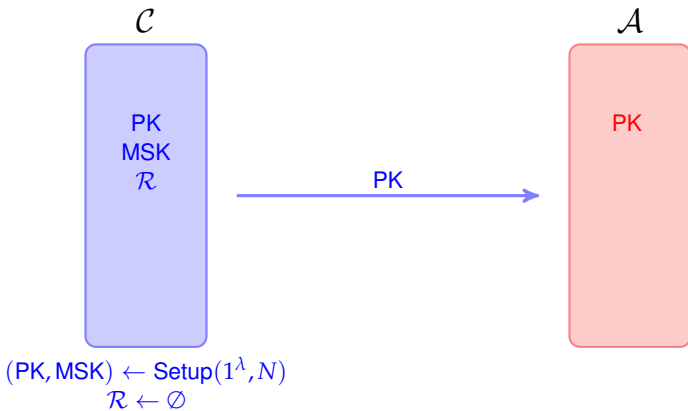 𝒞
𝒜
PK
MSK
ℛ
PK
PK
(PK, MSK) ← Setup(1^λ, N)
ℛ ← ∅